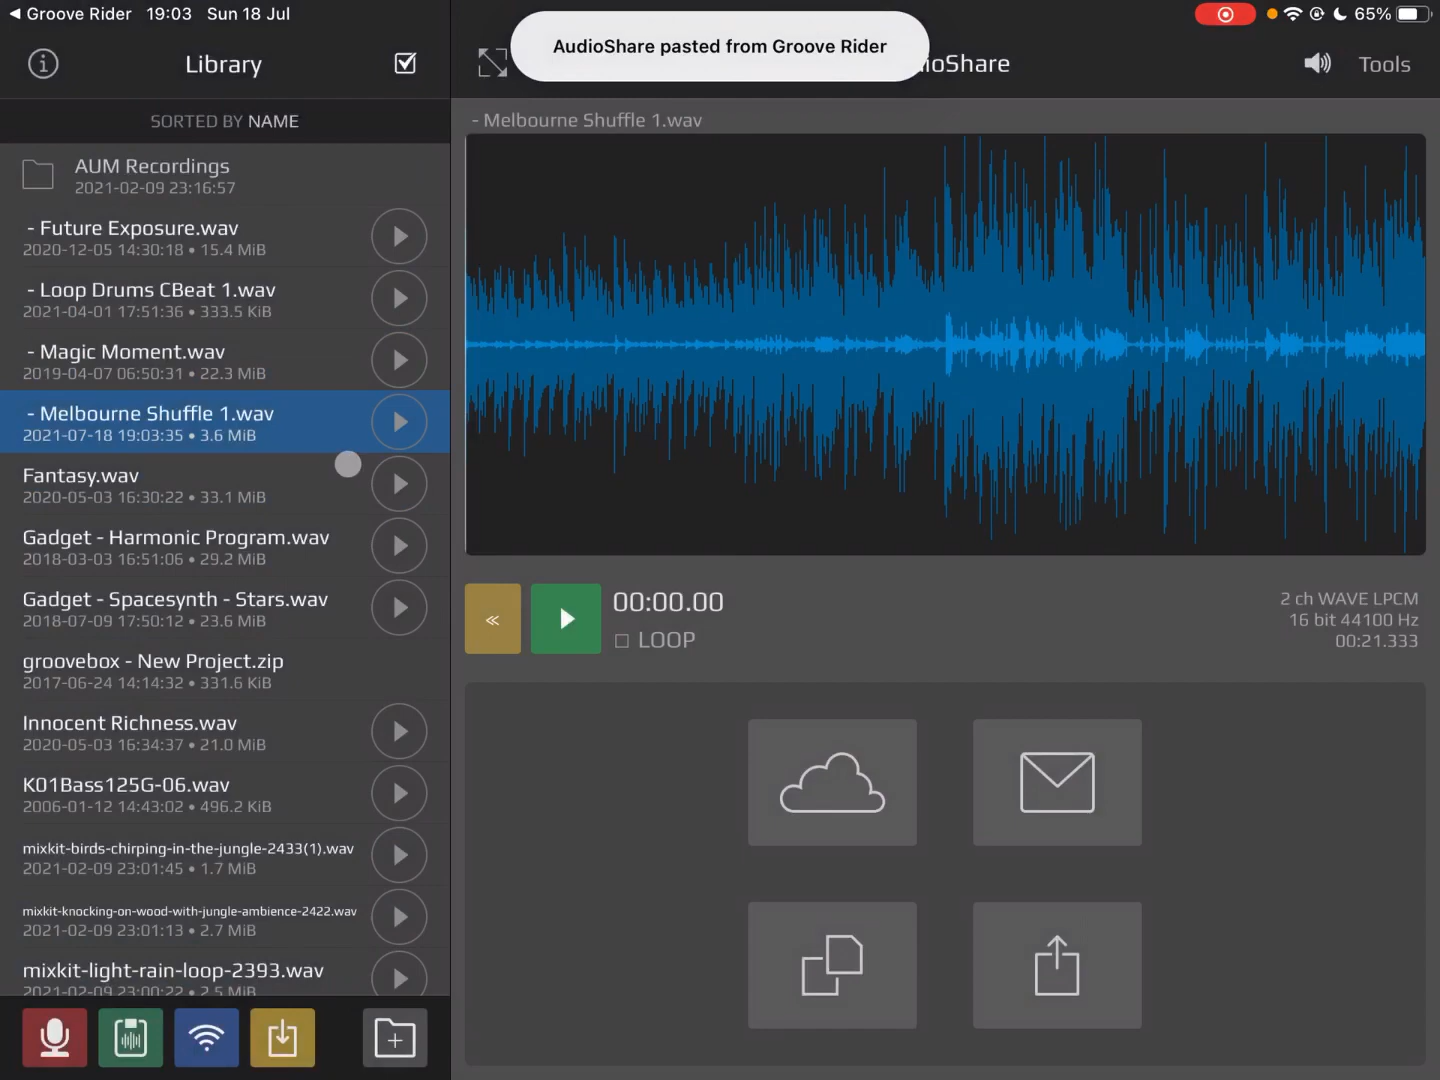 ◀ Groove Rider 19:03 Sun 18 Jul
65%
AudioShare pasted from Groove Rider
Library
ioShare
Tools
SORTED BY NAME
- Melbourne Shuffle 1.wav
AUM Recordings
2021-02-09 23:16:57
- Future Exposure.wav
2020-12-05 14:30:18 • 15.4 MiB
- Loop Drums CBeat 1.wav
2021-04-01 17:51:36 • 333.5 KiB
- Magic Moment.wav
2019-04-07 06:50:31 • 22.3 MiB
- Melbourne Shuffle 1.wav
2021-07-18 19:03:35 • 3.6 MiB
Fantasy.wav
2020-05-03 16:30:22 • 33.1 MiB
Gadget - Harmonic Program.wav
2018-03-03 16:51:06 • 29.2 MiB
Gadget - Spacesynth - Stars.wav
2018-07-09 17:50:12 • 23.6 MiB
groovebox - New Project.zip
2017-06-24 14:14:32 • 331.6 KiB
Innocent Richness.wav
2020-05-03 16:34:37 • 21.0 MiB
K01Bass125G-06.wav
2006-01-12 14:43:02 • 496.2 KiB
mixkit-birds-chirping-in-the-jungle-2433(1).wav
2021-02-09 23:01:45 • 1.7 MiB
mixkit-knocking-on-wood-with-jungle-ambience-2422.wav
2021-02-09 23:01:13 • 2.7 MiB
mixkit-light-rain-loop-2393.wav
2021-02-09 23:00:22 • 2.5 MiB
00:00.00
LOOP
2 ch WAVE LPCM
16 bit 44100 Hz
00:21.333